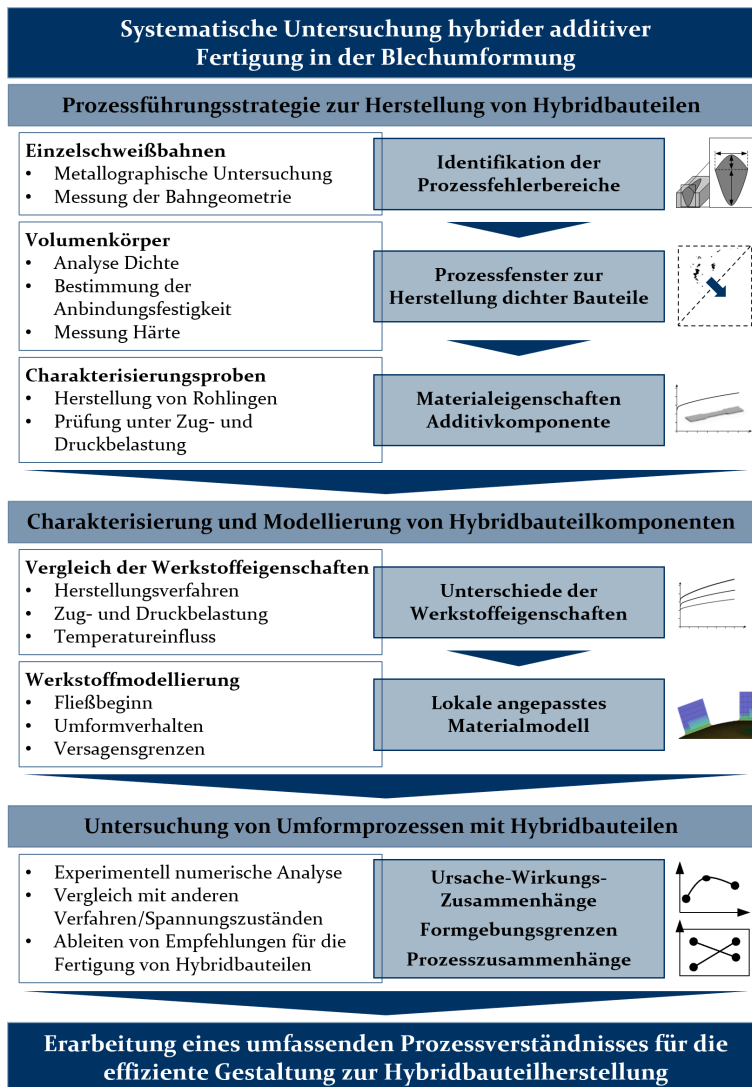 Systematische Untersuchung hybrider additiver
Fertigung in der Blechumformung
Prozessführungsstrategie zur Herstellung von Hybridbauteilen
Einzelschweißbahnen
• Metallographische Untersuchung
• Messung der Bahngeometrie
Identifikation der
Prozessfehlerbereiche
Volumenkörper
• Analyse Dichte
• Bestimmung der
Anbindungsfestigkeit
• Messung Härte
Prozessfenster zur
Herstellung dichter Bauteile
Charakterisierungsproben
• Herstellung von Rohlingen
• Prüfung unter Zug- und
Druckbelastung
Materialeigenschaften
Additivkomponente
Charakterisierung und Modellierung von Hybridbauteilkomponenten
Vergleich der Werkstoffeigenschaften
• Herstellungsverfahren
• Zug- und Druckbelastung
• Temperatureinfluss
Unterschiede der
Werkstoffeigenschaften
Werkstoffmodellierung
• Fließbeginn
• Umformverhalten
• Versagensgrenzen
Lokale angepasstes
Materialmodell
Untersuchung von Umformprozessen mit Hybridbauteilen
• Experimentell numerische Analyse
• Vergleich mit anderen
Verfahren/Spannungszuständen
• Ableiten von Empfehlungen für die
Fertigung von Hybridbauteilen
Ursache-Wirkungs-
Zusammenhänge
Formgebungsgrenzen
Prozesszusammenhänge
Erarbeitung eines umfassenden Prozessverständnisses für die
effiziente Gestaltung zur Hybridbauteilherstellung